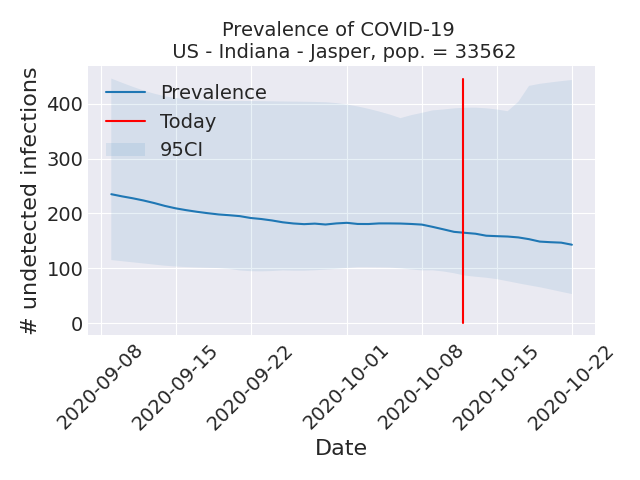 Prevalence of COVID-19
US - Indiana - Jasper, pop. = 33562
# undetected infections
400
300
200
100
0
Prevalence
Today
95CI
2020-09-08
2020-09-15
2020-09-22
2020-10-01
2020-10-08
2020-10-15
2020-10-22
Date